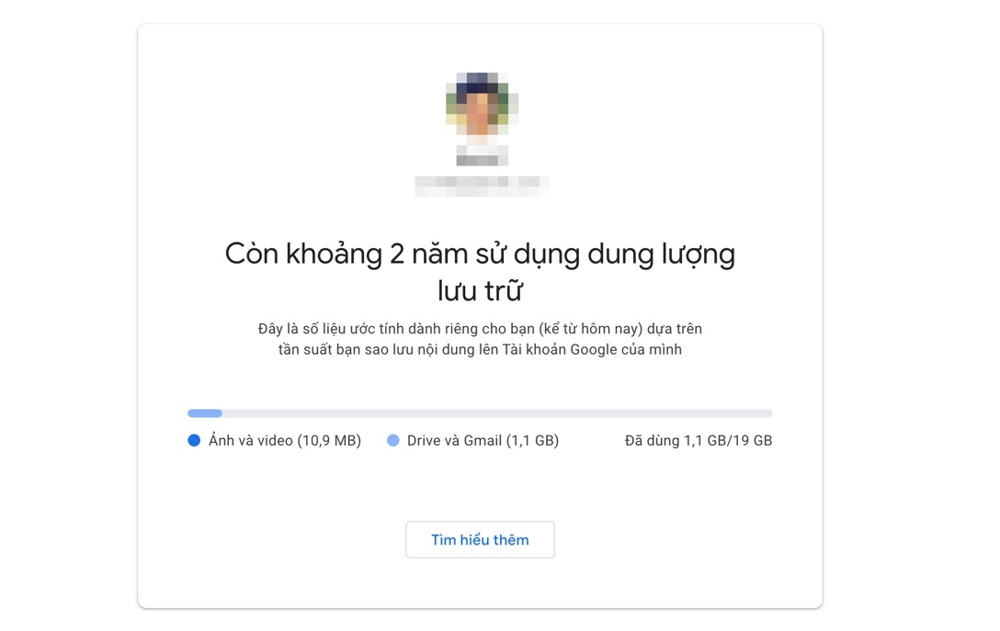 Còn khoảng 2 năm sử dụng dung lượng
lưu trữ
Đây là số liệu ước tính dành riêng cho bạn (kể từ hôm nay) dựa trên
tần suất bạn sao lưu nội dung lên Tài khoản Google của mình
Ảnh và video (10,9 MB) Drive và Gmail (1,1 GB) Đã dùng 1,1 GB/19 GB
Tìm hiểu thêm